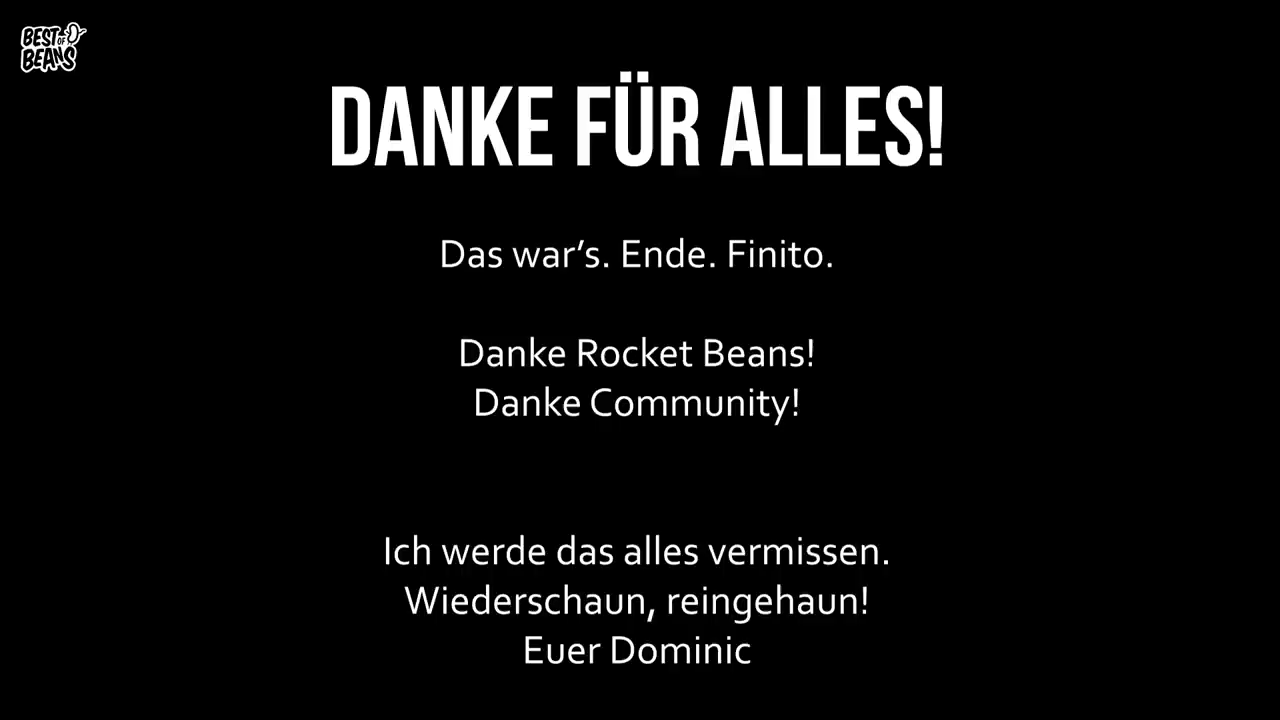 BEST OF
BEANS
DANKE FÜR ALLES!
Das war’s. Ende. Finito.
Danke Rocket Beans!
Danke Community!
Ich werde das alles vermissen.
Wiederschaun, reingehaun!
Euer Dominic